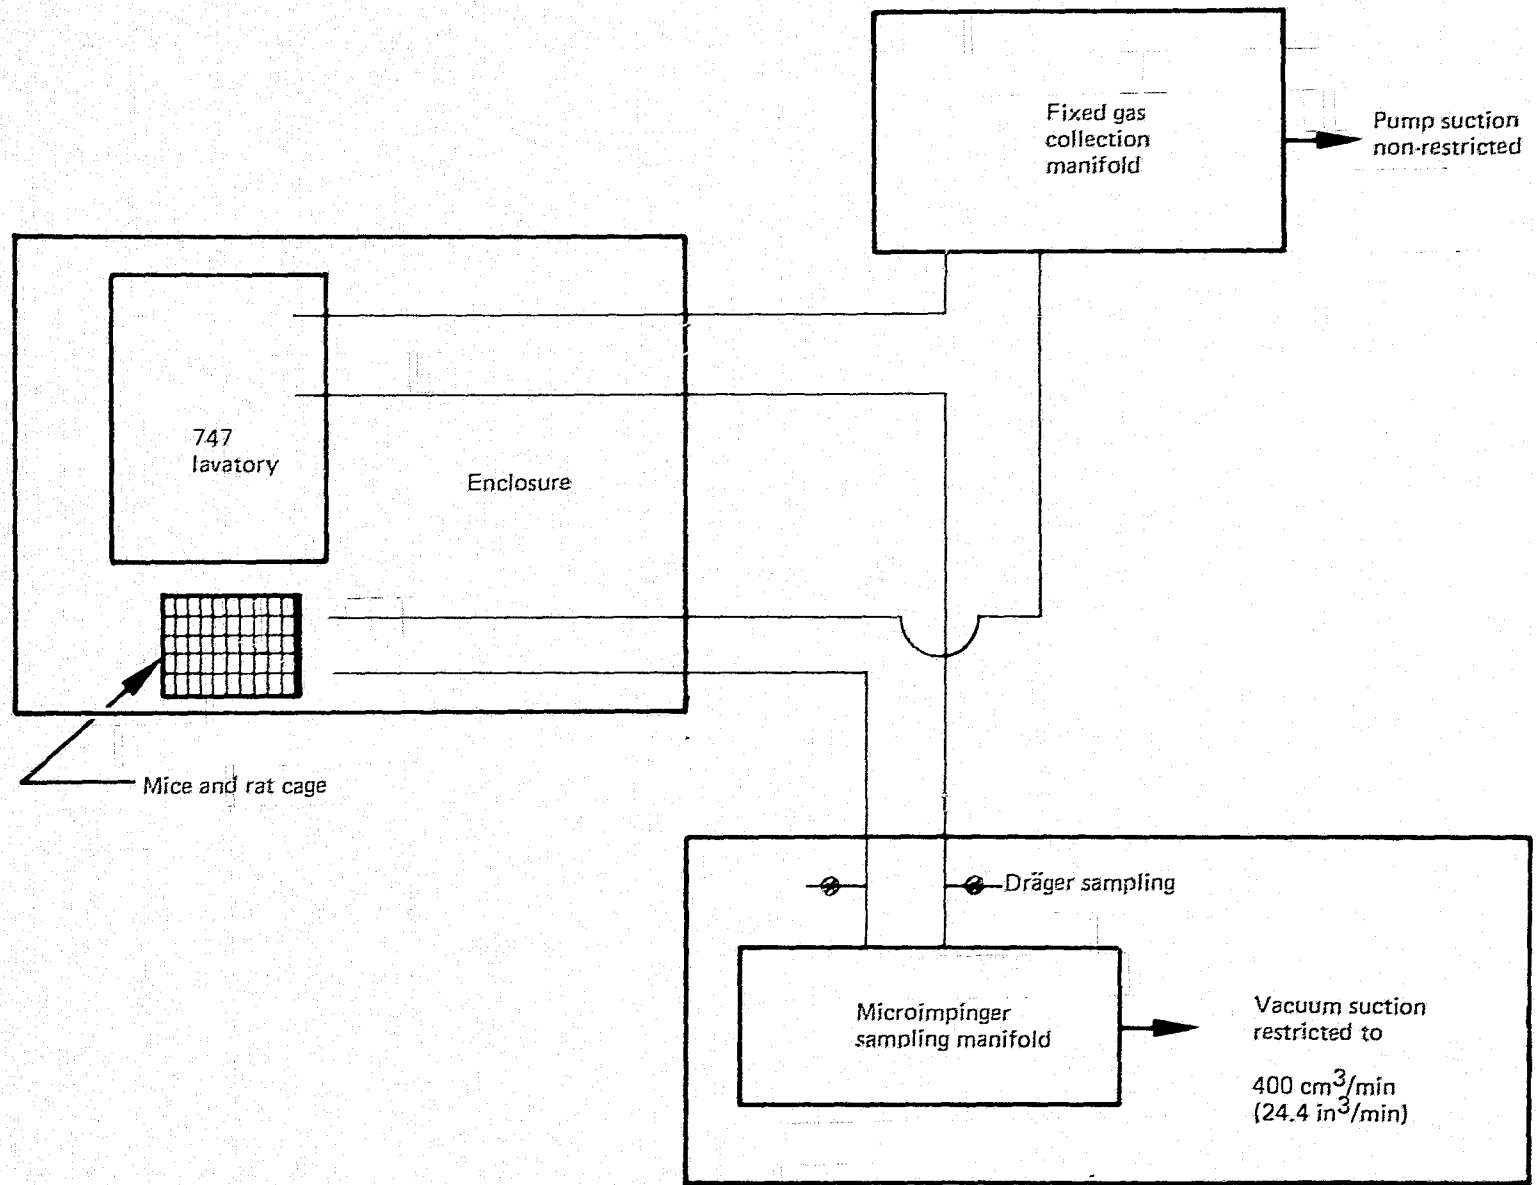 Fixed gas
collection
manifold
Pump suction
non-restricted
747
lavatory
Enclosure
Mice and rat cage
Dräger sampling
Microimpinger
sampling manifold
Vacuum suction
restricted to
400 cm³/min
(24.4 in³/min)